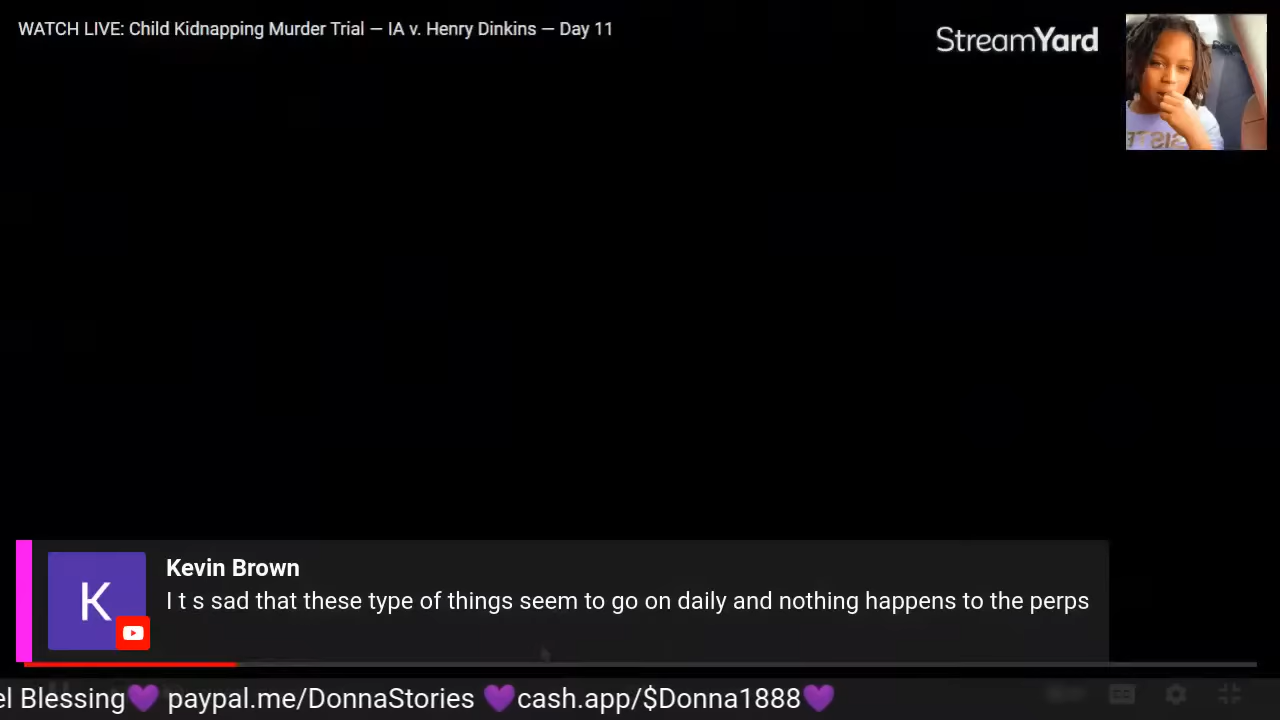 WATCH LIVE: Child Kidnapping Murder Trial — IA v. Henry Dinkins — Day 11
StreamYard
K
Kevin Brown
I t s sad that these type of things seem to go on daily and nothing happens to the perps
el Blessing💜 paypal.me/DonnaStories 💜cash.app/$Donna1888💜